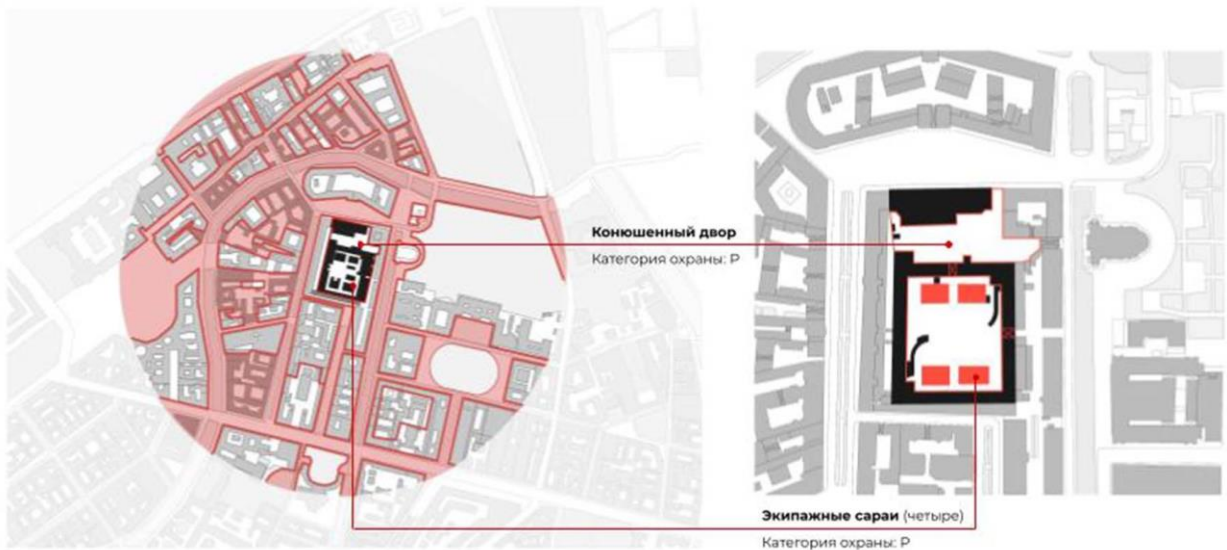 Конюшенный двор
Категория охраны: Р
Экипажные сараи (четыре)
Категория охраны: Р